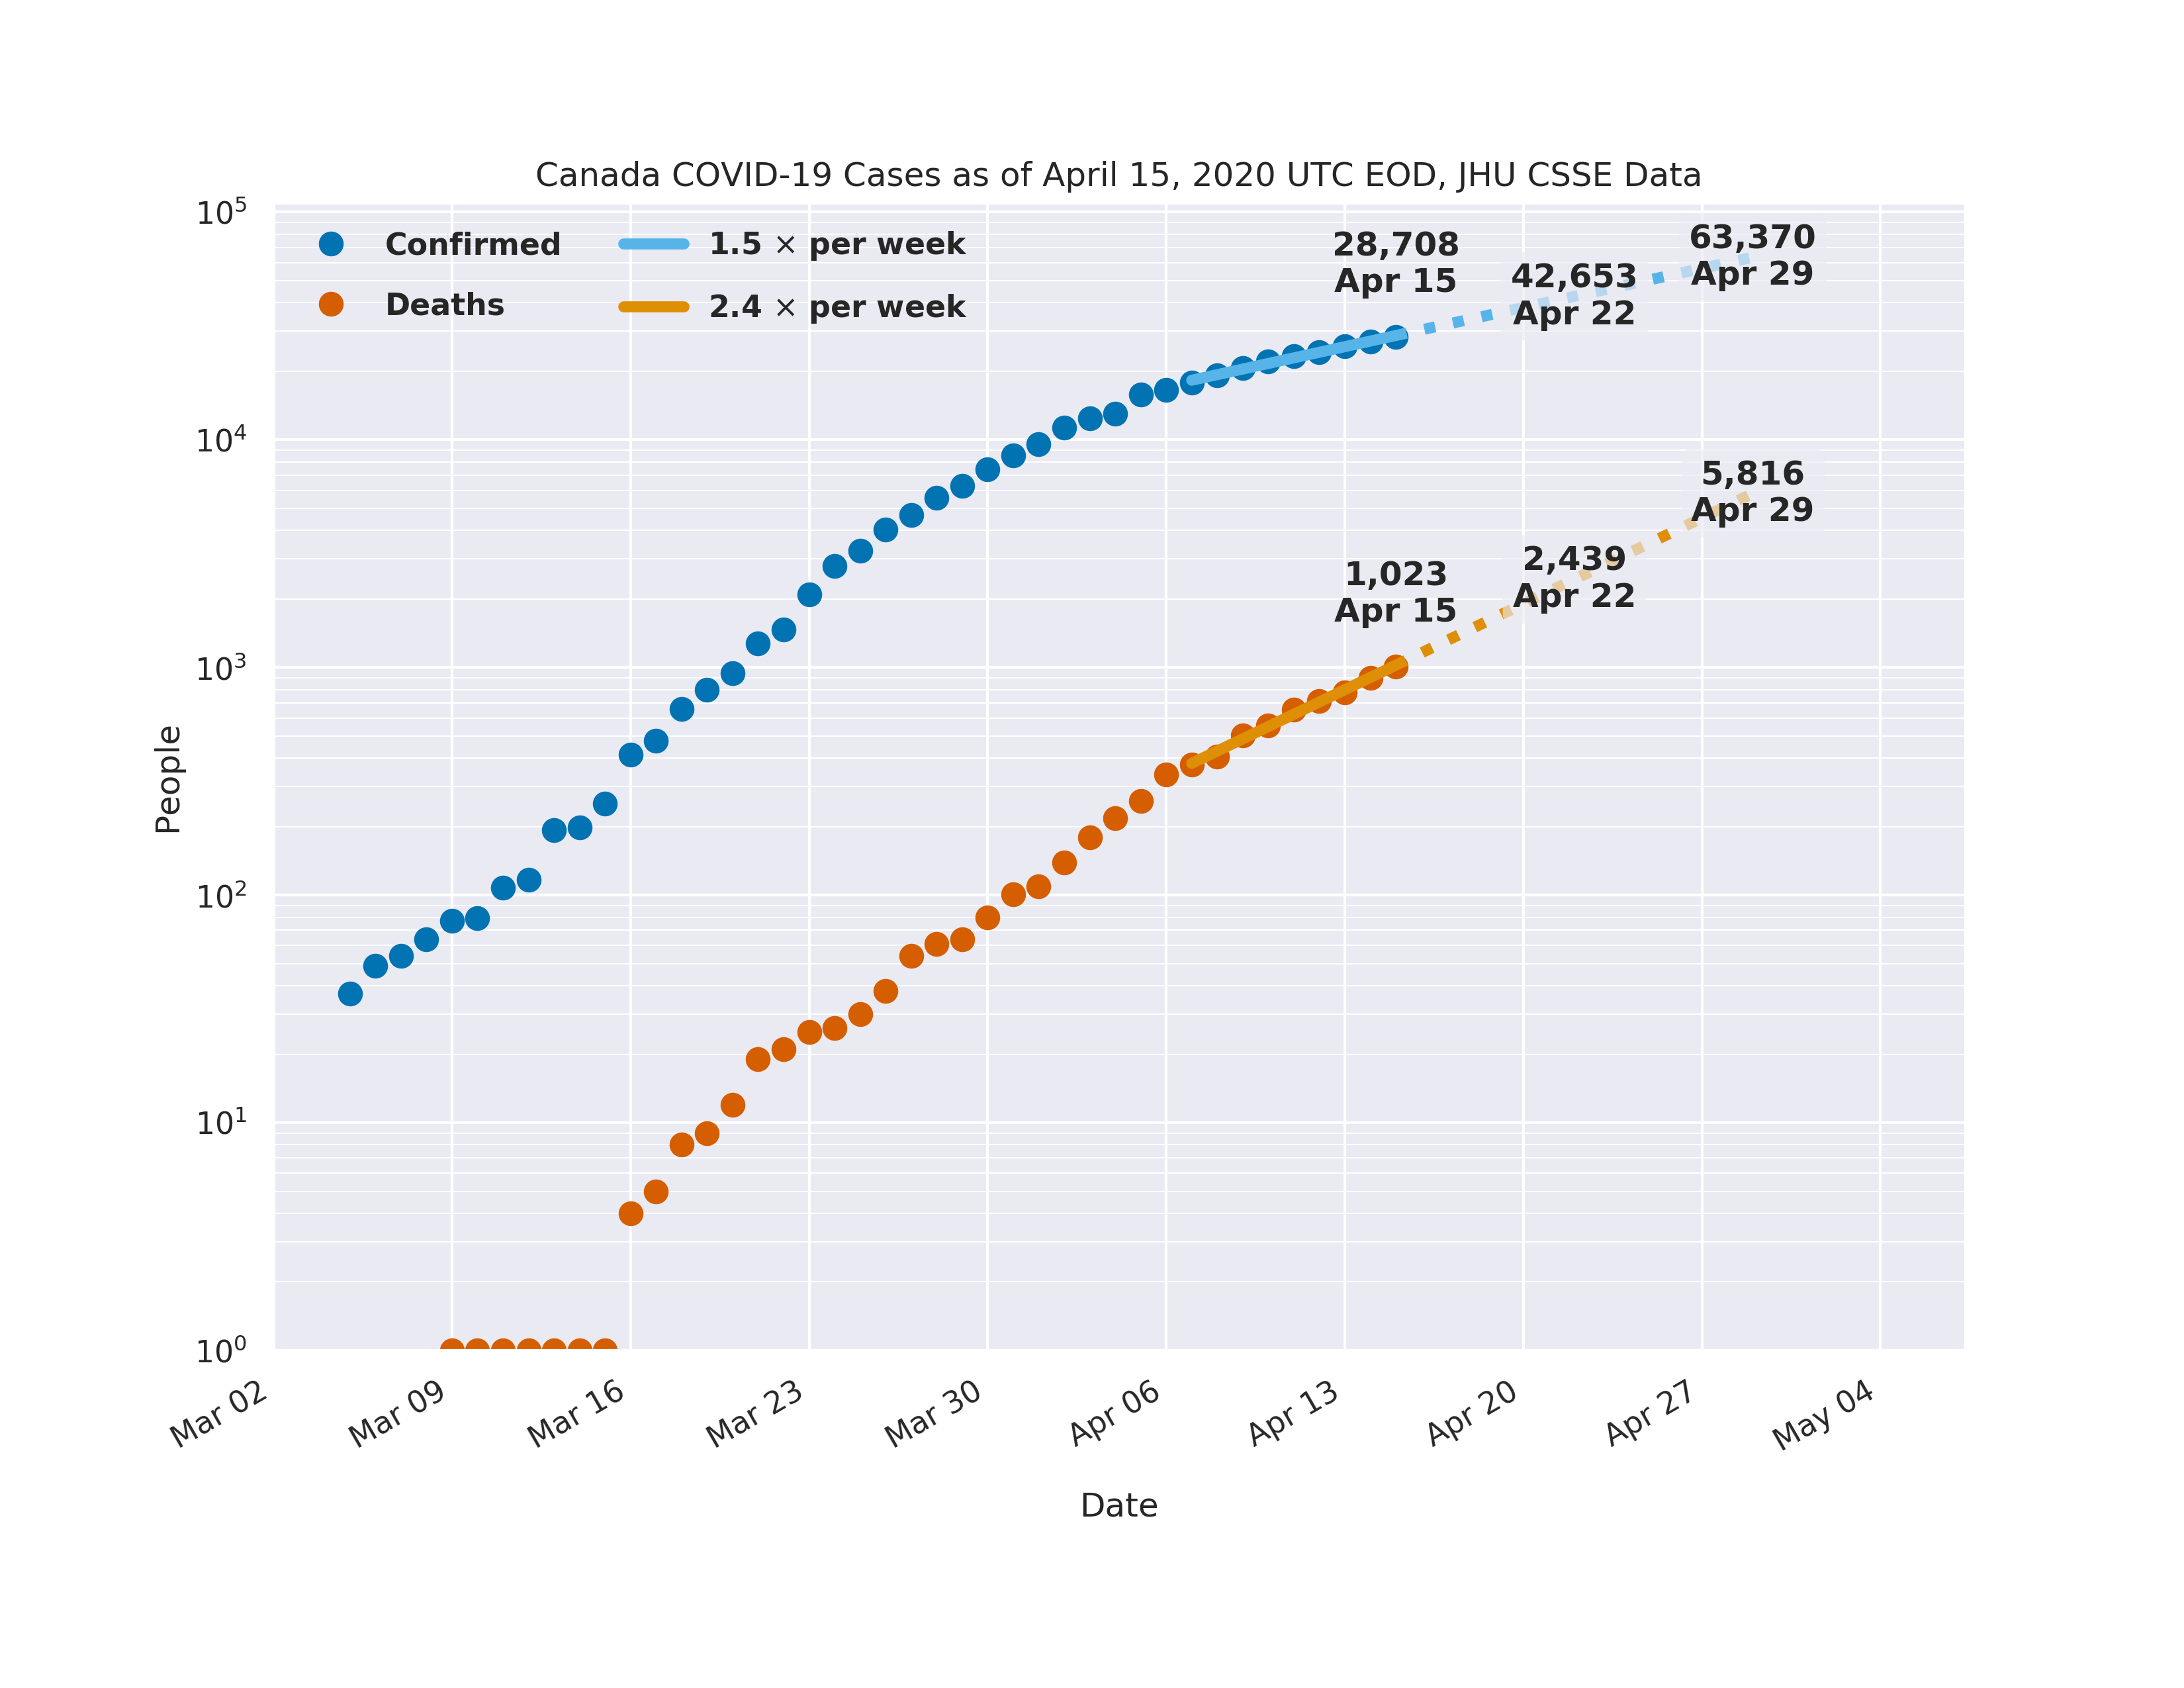 Canada COVID-19 Cases as of April 15, 2020 UTC EOD, JHU CSSE Data
Confirmed
Deaths
1.5 × per week
2.4 × per week
28,708
Apr 15
42,653
Apr 22
63,370
Apr 29
1,023
Apr 15
2,439
Apr 22
5,816
Apr 29
People
10⁵
10⁴
10³
10²
10¹
10⁰
Mar 02
Mar 09
Mar 16
Mar 23
Mar 30
Apr 06
Apr 13
Apr 20
Apr 27
May 04
Date